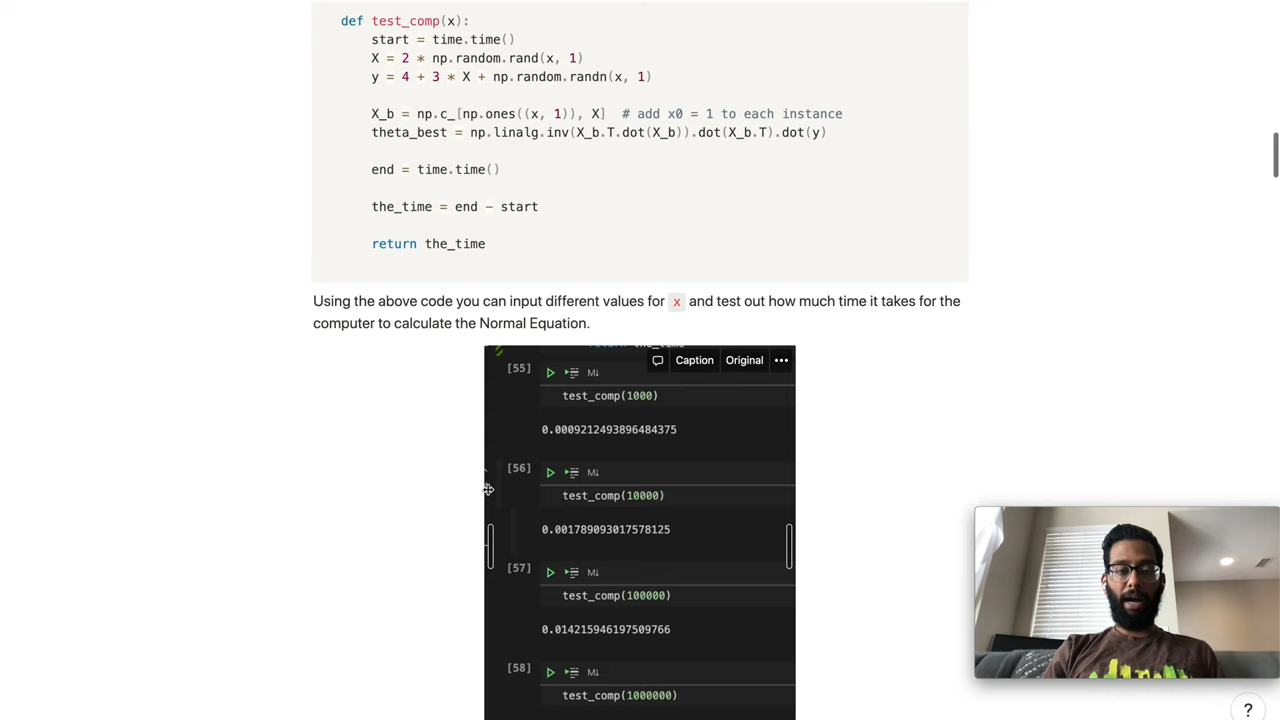 def test_comp(x):
start = time.time()
X = 2 * np.random.rand(x, 1)
y = 4 + 3 * X + np.random.randn(x, 1)
X_b = np.c_[np.ones((x, 1)), X]  # add x0 = 1 to each instance
theta_best = np.linalg.inv(X_b.T.dot(X_b)).dot(X_b.T).dot(y)
end = time.time()
the_time = end - start
return the_time
Using the above code you can input different values for x and test out how much time it takes for the
computer to calculate the Normal Equation.
Caption Original •••
[55] M↓
test_comp(1000)
0.0009212493896484375
[56] M↓
test_comp(10000)
0.001789093017578125
[57] M↓
test_comp(100000)
0.014215946197509766
[58] M↓
test_comp(1000000)
?